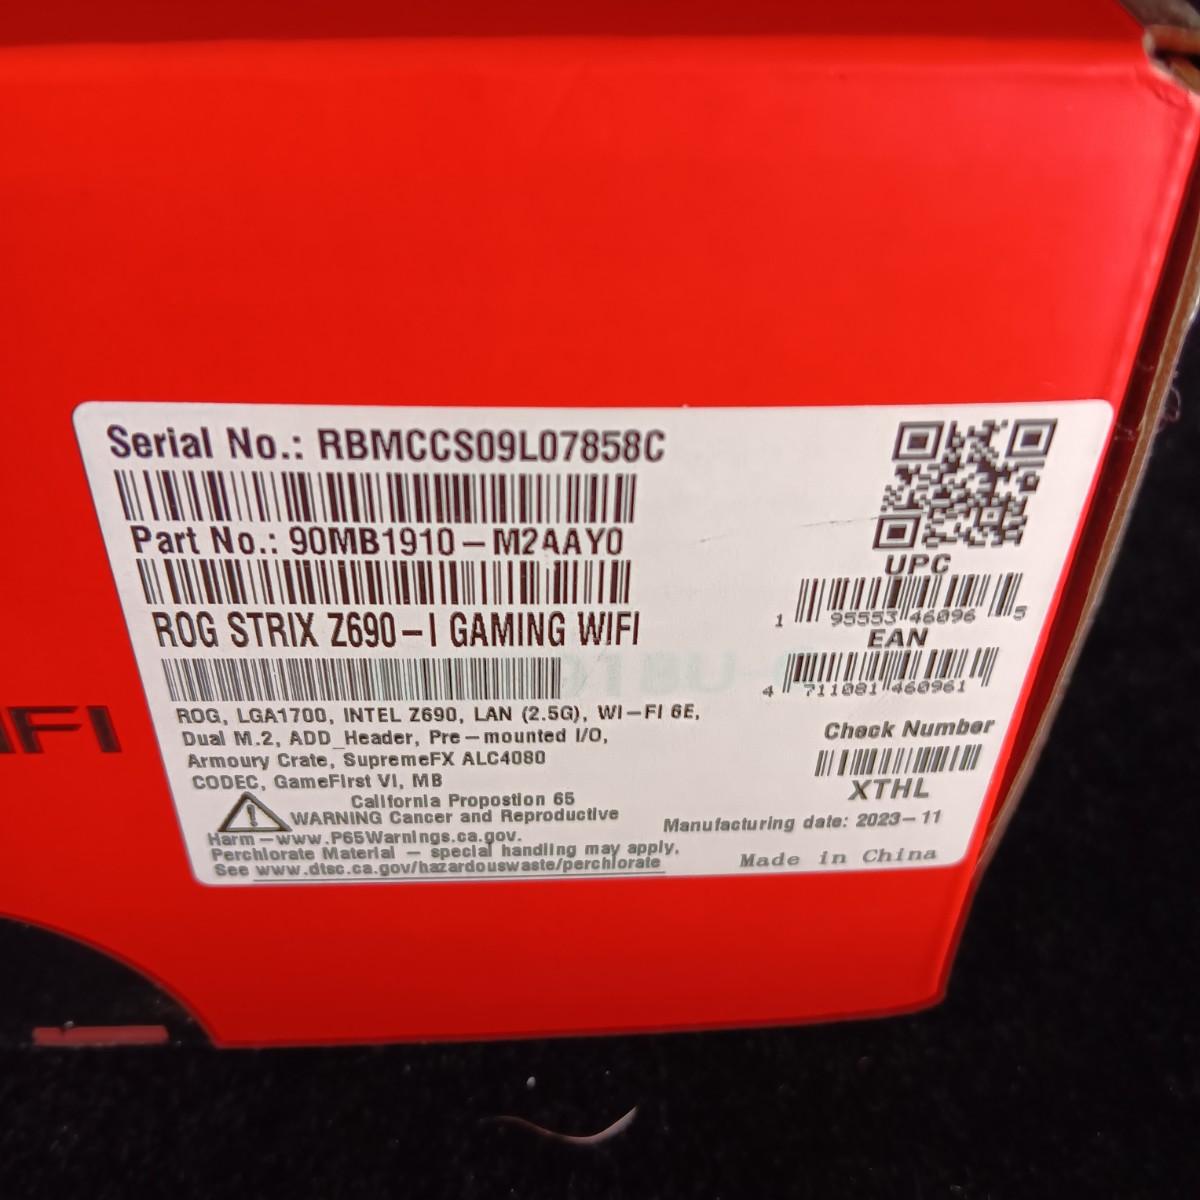 Serial No.: RBMCCS09L07858C
Part No.: 90MB1910-M2AAY0
ROG STRIX Z690-I GAMING WIFI
ROG, LGA1700, INTEL Z690, LAN (2.5G), WI-FI 6E,
Dual M.2, ADD_Header, Pre-mounted I/O,
Armoury Crate, SupremeFX ALC4080
CODEC, GameFirst VI, MB
California Propostion 65
WARNING Cancer and Reproductive
Harm-www.P65Warnings.ca.gov.
Perchlorate Material - special handling may apply.
See www.dtsc.ca.gov/hazardouswaste/perchlorate
UPC
1 95553 46096 5
EAN
4 711081 460961
Check Number
XTHL
Manufacturing date: 2023-11
Made in China